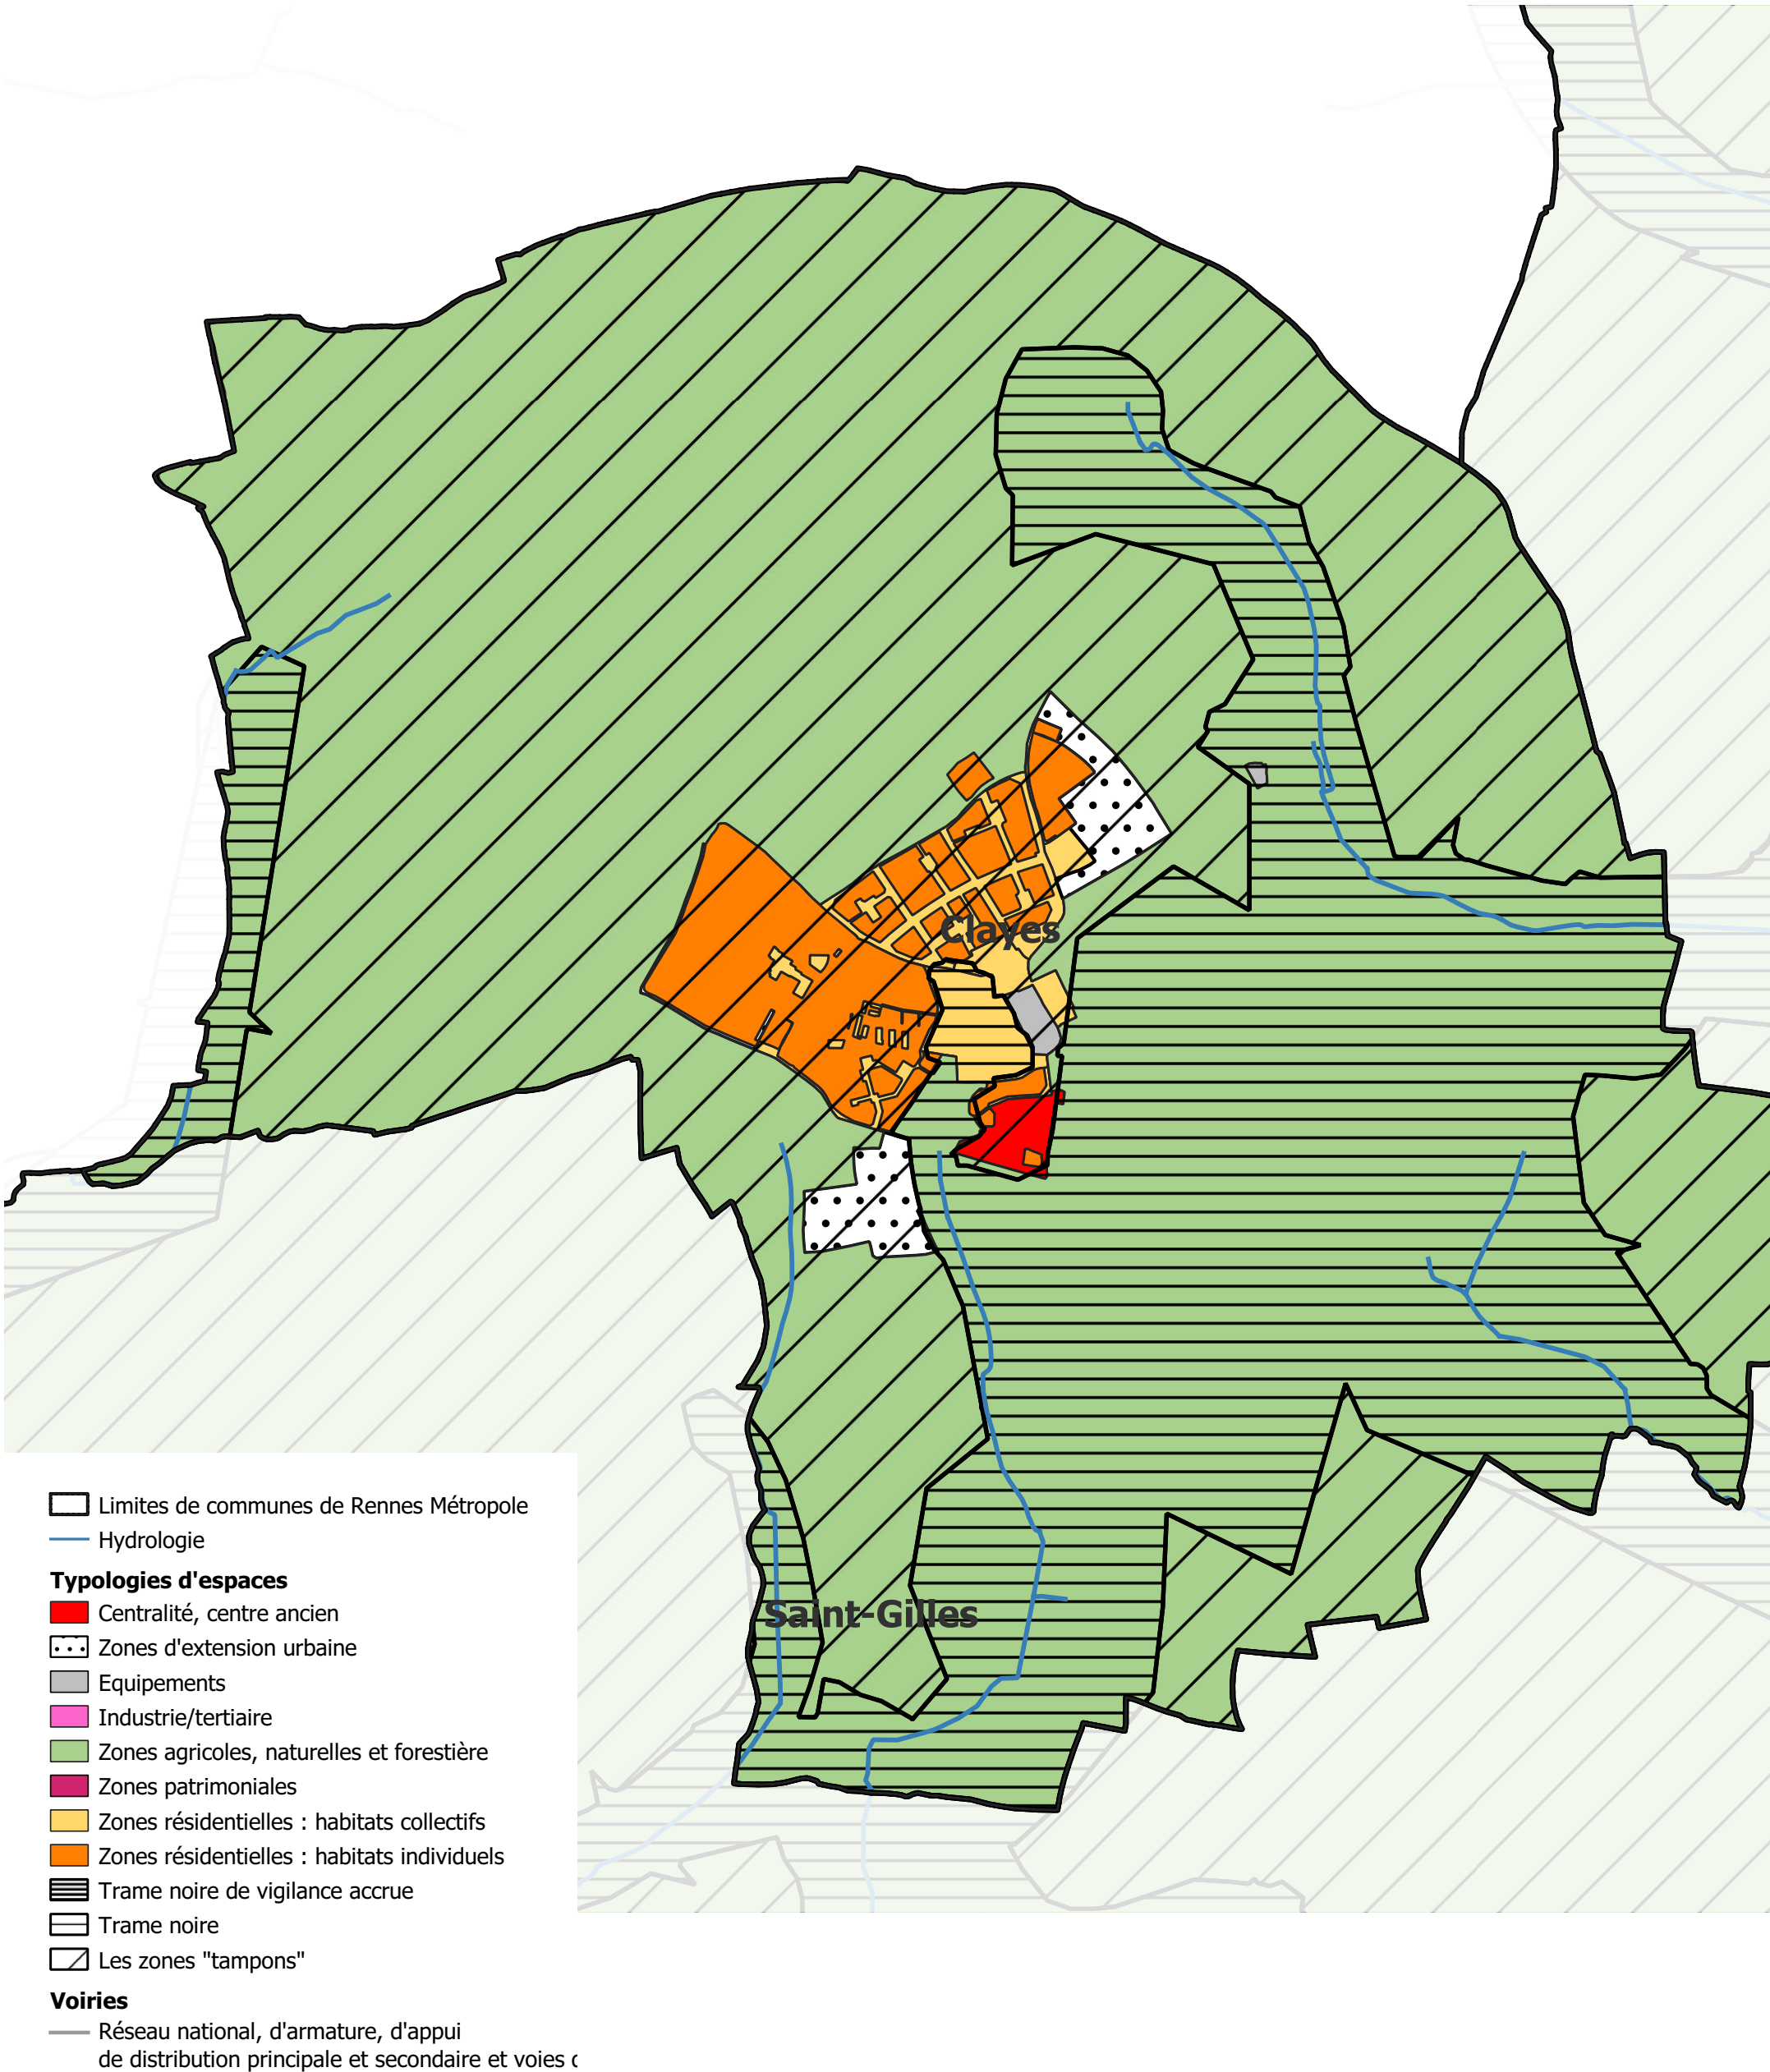 Clayes
Saint-Gilles
Limites de communes de Rennes Métropole
Hydrologie
Typologies d'espaces
Centralité, centre ancien
Zones d'extension urbaine
Equipements
Industrie/tertiaire
Zones agricoles, naturelles et forestière
Zones patrimoniales
Zones résidentielles : habitats collectifs
Zones résidentielles : habitats individuels
Trame noire de vigilance accrue
Trame noire
Les zones "tampons"
Voiries
Réseau national, d'armature, d'appui
de distribution principale et secondaire et voies